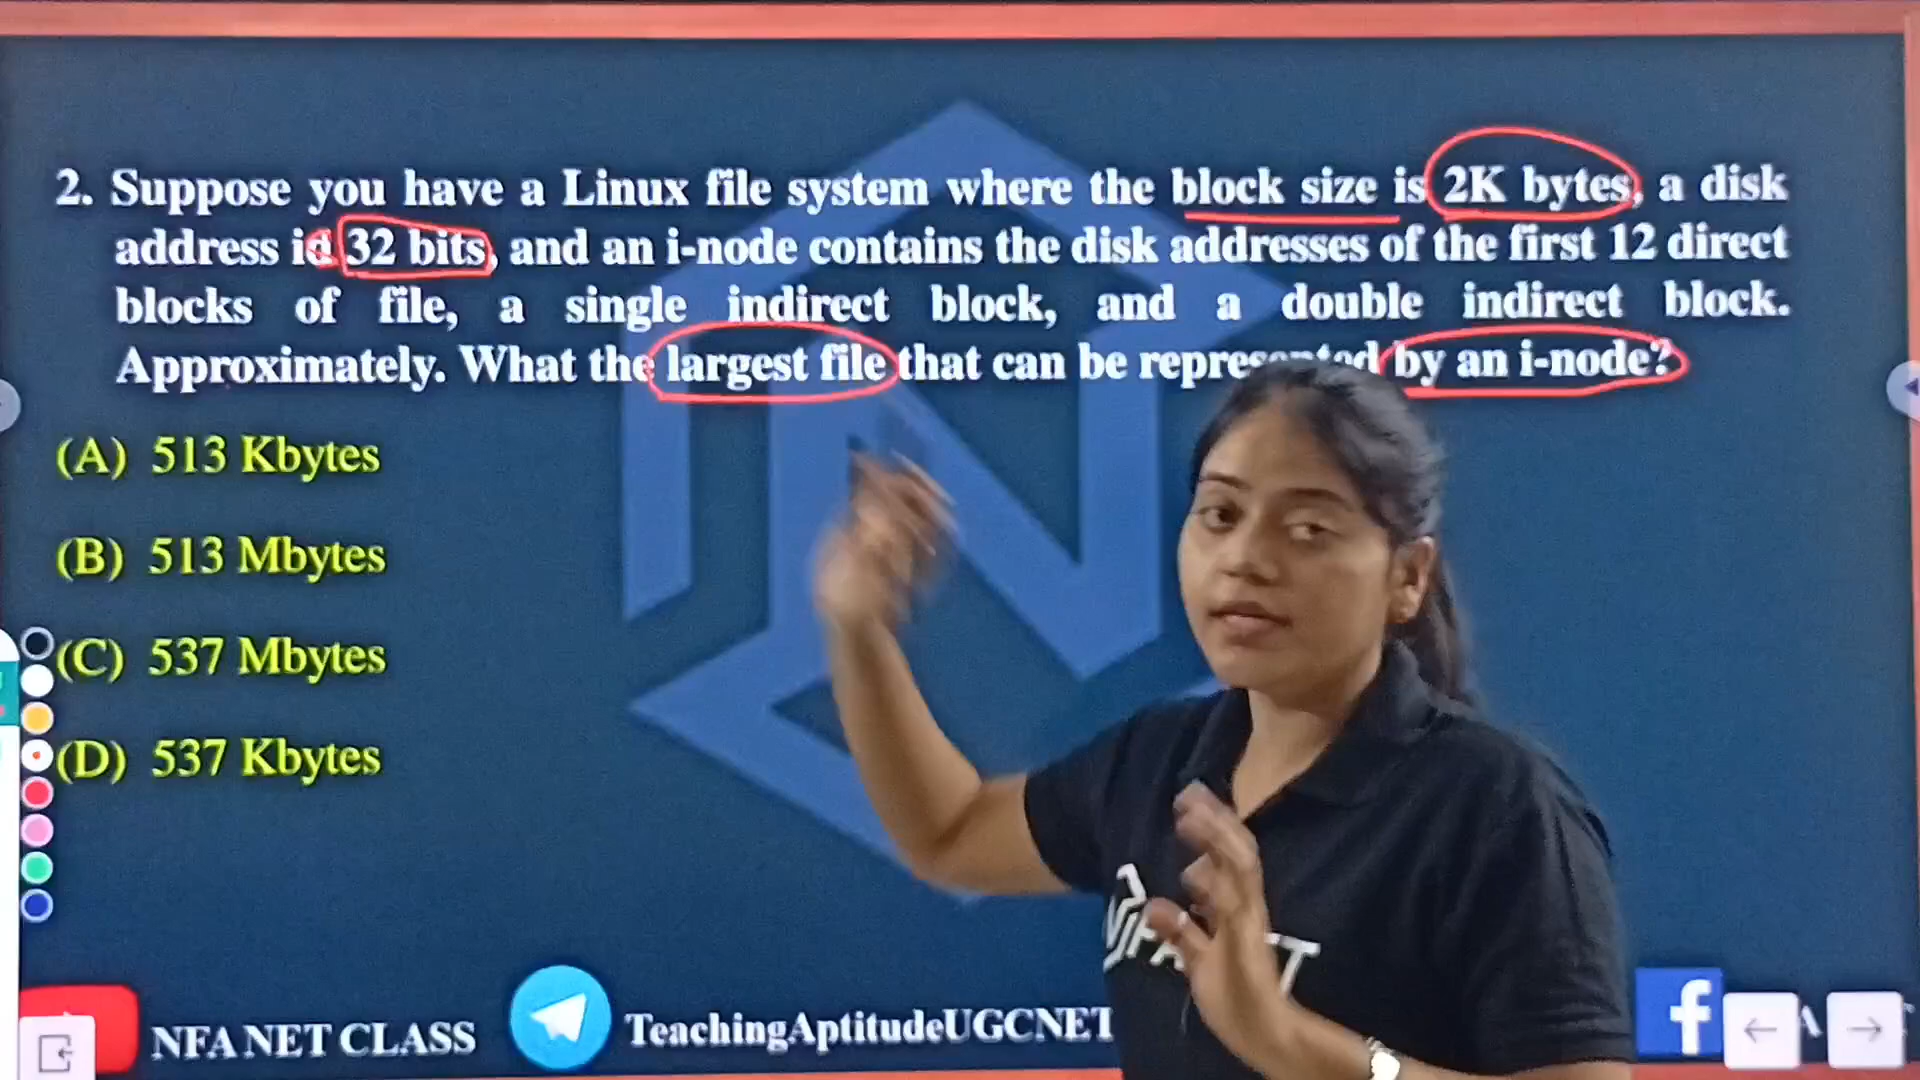 2. Suppose you have a Linux file system where the block size is 2K bytes, a disk
address id 32 bits, and an i-node contains the disk addresses of the first 12 direct
blocks of file, a single indirect block, and a double indirect block.
Approximately. What the largest file that can be represented by an i-node?
(A) 513 Kbytes
(B) 513 Mbytes
(C) 537 Mbytes
(D) 537 Kbytes
NFA NET CLASS
TeachingAptitudeUGCNET